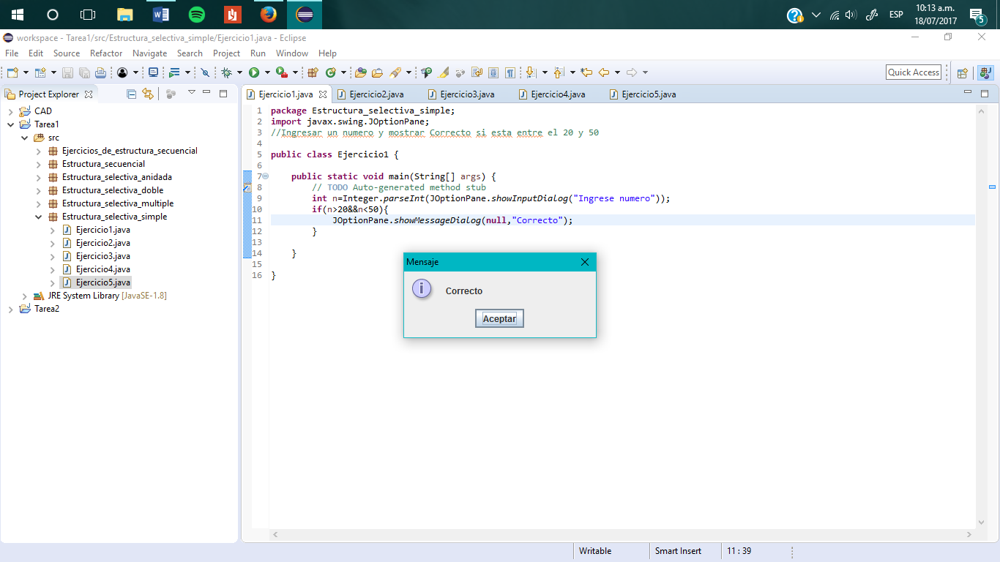 10:13 a.m.
ESP
18/07/2017
5
workspace - Tarea1/src/Estructura_selectiva_simple/Ejercicio1.java - Eclipse
File Edit Source Refactor Navigate Search Project Run Window Help
Quick Access
Project Explorer
CAD
Tarea1
src
Ejercicios_de_estructura_secuencial
Estructura_secuencial
Estructura_selectiva_anidada
Estructura_selectiva_doble
Estructura_selectiva_multiple
Estructura_selectiva_simple
Ejercicio1.java
Ejercicio2.java
Ejercicio3.java
Ejercicio4.java
Ejercicio5.java
JRE System Library [JavaSE-1.8]
Tarea2
Ejercicio1.java Ejercicio2.java Ejercicio3.java Ejercicio4.java Ejercicio5.java
1 package Estructura_selectiva_simple;
2 import javax.swing.JOptionPane;
3 //Ingresar un numero y mostrar Correcto si esta entre el 20 y 50
4
5 public class Ejercicio1 {
6
7 public static void main(String[] args) {
8 // TODO Auto-generated method stub
9 int n=Integer.parseInt(JOptionPane.showInputDialog("Ingrese numero"));
10 if(n>20&&n<50){
11 JOptionPane.showMessageDialog(null,"Correcto");
12 }
13
14 }
15
16 }
Mensaje
Correcto
Aceptar
Writable Smart Insert 11 : 39